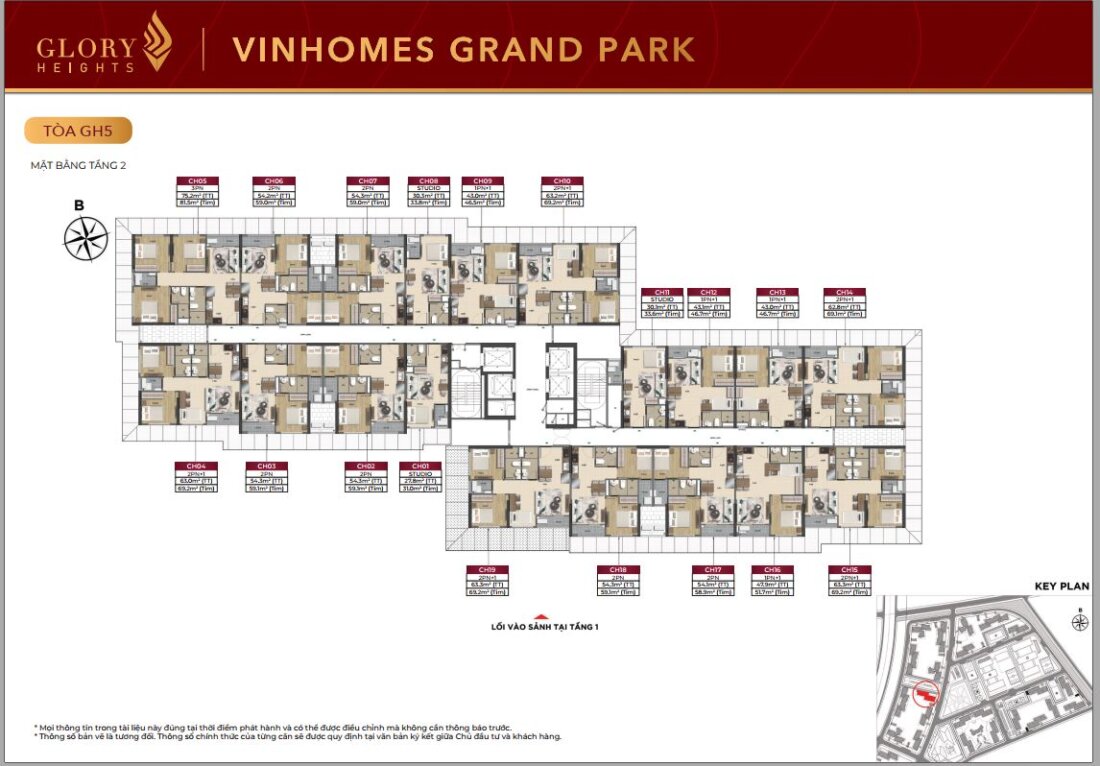 GLORY
HEIGHTS
VINHOMES GRAND PARK
TÒA GH5
MẶT BẰNG TẦNG 2
B
CH05
3PN
75.2m² (TT)
81.5m² (Tim)
CH06
2PN
54.2m² (TT)
59.0m² (Tim)
CH07
2PN
54.3m² (TT)
59.0m² (Tim)
CH08
STUDIO
30.3m² (TT)
33.8m² (Tim)
CH09
1PN+1
43.0m² (TT)
46.5m² (Tim)
CH10
2PN+1
63.2m² (TT)
69.2m² (Tim)
CH11
STUDIO
30.1m² (TT)
33.6m² (Tim)
CH12
1PN+1
43.1m² (TT)
46.7m² (Tim)
CH13
1PN+1
43.0m² (TT)
46.7m² (Tim)
CH14
2PN+1
62.8m² (TT)
69.1m² (Tim)
CH04
2PN+1
63.0m² (TT)
69.2m² (Tim)
CH03
2PN
54.3m² (TT)
59.1m² (Tim)
CH02
2PN
54.3m² (TT)
59.1m² (Tim)
CH01
STUDIO
27.8m² (TT)
31.0m² (Tim)
CH19
2PN+1
63.3m² (TT)
69.2m² (Tim)
CH18
2PN
54.3m² (TT)
59.1m² (Tim)
CH17
2PN
54.1m² (TT)
58.9m² (Tim)
CH16
1PN+1
47.9m² (TT)
51.7m² (Tim)
CH15
2PN+1
63.3m² (TT)
69.2m² (Tim)
LỐI VÀO SẢNH TẠI TẦNG 1
KEY PLAN
B
* Mọi thông tin trong tài liệu này đúng tại thời điểm phát hành và có thể được điều chỉnh mà không cần thông báo trước.
* Thông số bản vẽ là tương đối. Thông số chính thức của từng căn sẽ được quy định tại văn bản ký kết giữa Chủ đầu tư và khách hàng.